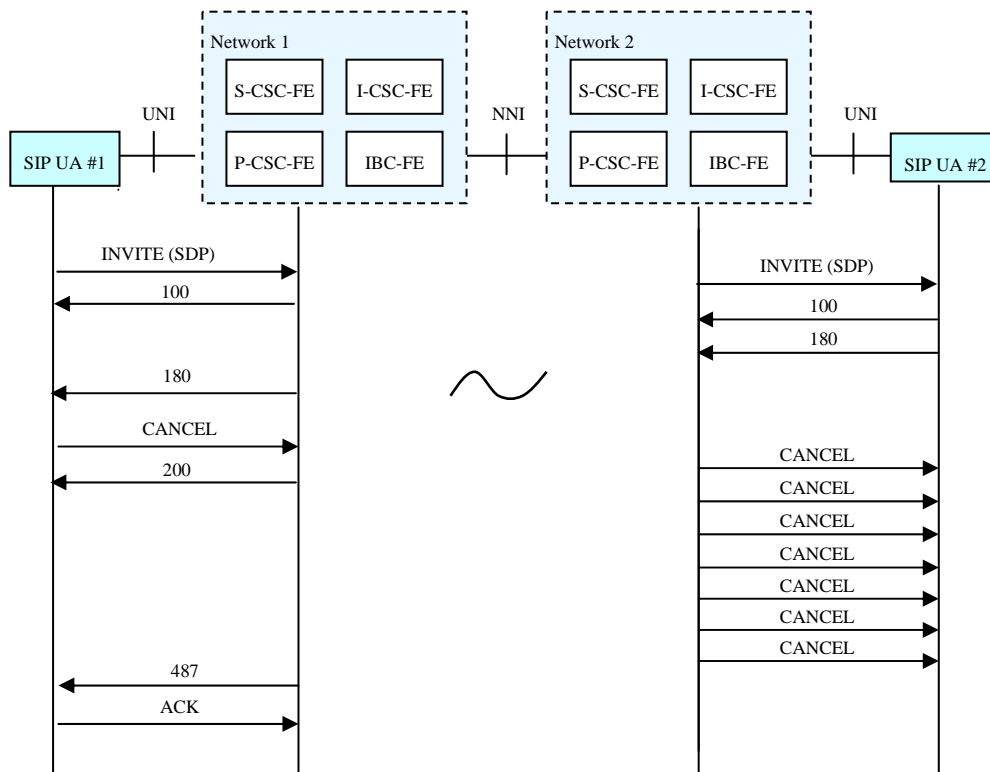 Network 1
Network 2
S-CSC-FE
I-CSC-FE
S-CSC-FE
I-CSC-FE
UNI
NNI
UNI
SIP UA #1
P-CSC-FE
IBC-FE
P-CSC-FE
IBC-FE
SIP UA #2
INVITE (SDP)
INVITE (SDP)
100
100
180
180
CANCEL
CANCEL
200
CANCEL
CANCEL
CANCEL
CANCEL
CANCEL
CANCEL
487
ACK